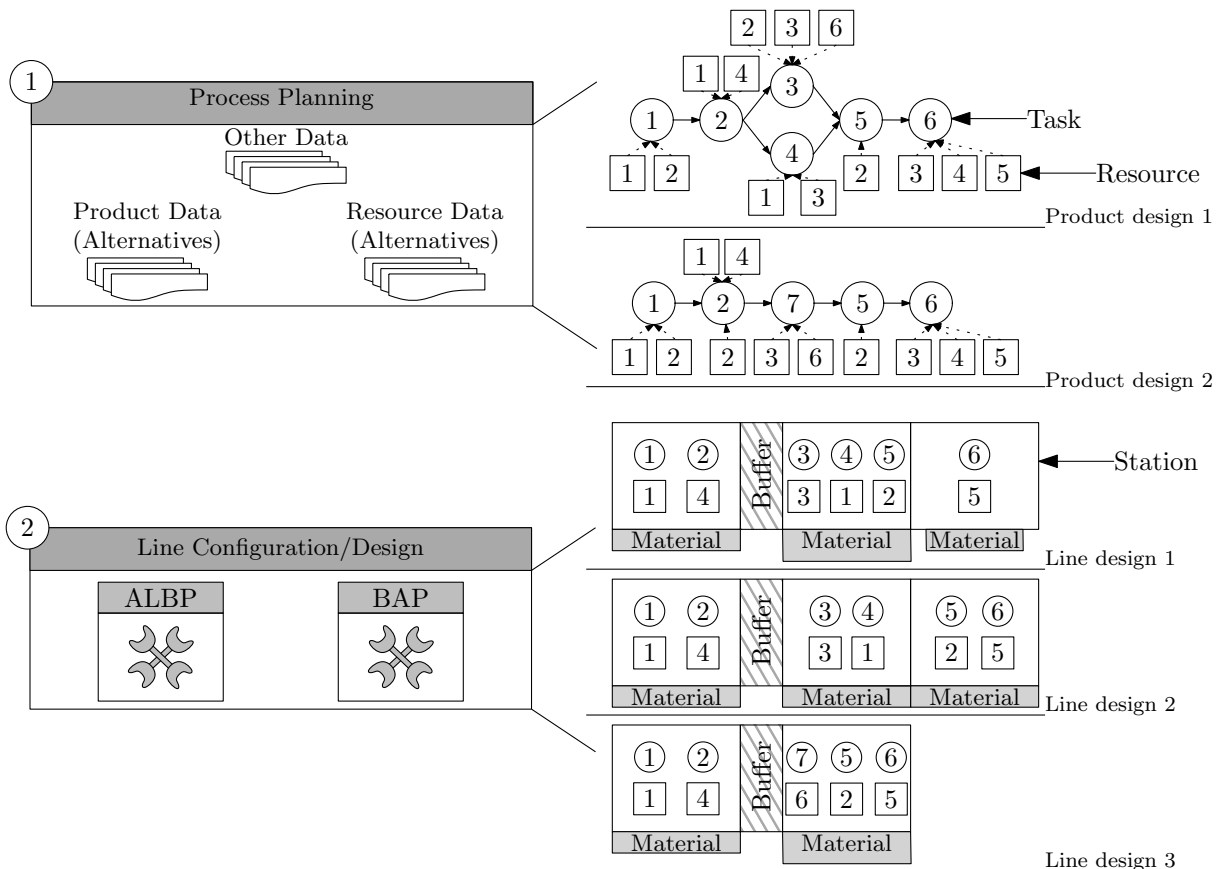 1
Process Planning
Other Data
Product Data
(Alternatives)
Resource Data
(Alternatives)
2 3 6
1 4
3
1 2 5 6
Task
4
1 2 2 3 4 5
Resource
1 3
Product design 1
1 4
1 2 7 5 6
1 2 2 3 6 2 3 4 5
Product design 2
2
Line Configuration/Design
ALBP
BAP
1 2 Buffer 3 4 5 6
Station
1 4 3 1 2 5
Material Material Material
Line design 1
1 2 Buffer 3 4 5 6
1 4 3 1 2 5
Material Material Material
Line design 2
1 2 Buffer 7 5 6
1 4 6 2 5
Material Material
Line design 3